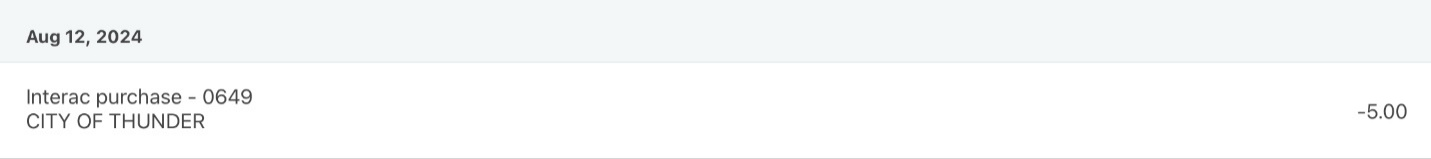 Aug 12, 2024
Interac purchase - 0649
CITY OF THUNDER
-5.00